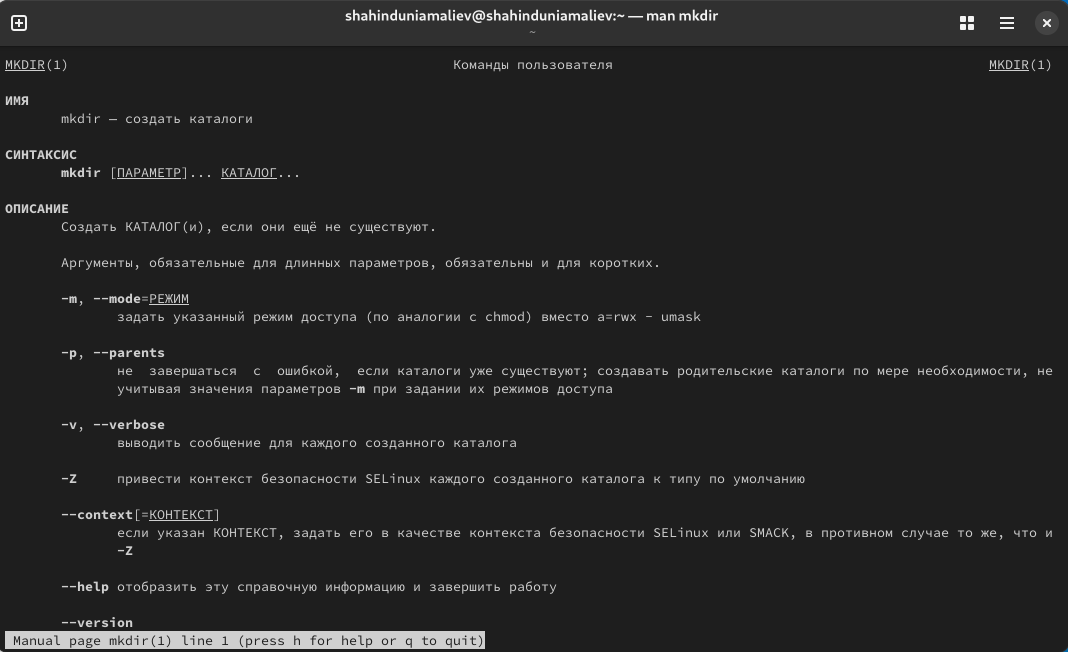 shahinduniamaliev@shahinduniamaliev:~ — man mkdir
~
MKDIR(1) Команды пользователя MKDIR(1)
ИМЯ
mkdir — создать каталоги
СИНТАКСИС
mkdir [ПАРАМЕТР]... КАТАЛОГ...
ОПИСАНИЕ
Создать КАТАЛОГ(и), если они ещё не существуют.
Аргументы, обязательные для длинных параметров, обязательны и для коротких.
-m, --mode=РЕЖИМ
задать указанный режим доступа (по аналогии с chmod) вместо a=rwx - umask
-p, --parents
не завершаться с ошибкой, если каталоги уже существуют; создавать родительские каталоги по мере необходимости, не
учитывая значения параметров -m при задании их режимов доступа
-v, --verbose
выводить сообщение для каждого созданного каталога
-Z привести контекст безопасности SELinux каждого созданного каталога к типу по умолчанию
--context[=КОНТЕКСТ]
если указан КОНТЕКСТ, задать его в качестве контекста безопасности SELinux или SMACK, в противном случае то же, что и
-Z
--help отобразить эту справочную информацию и завершить работу
--version
Manual page mkdir(1) line 1 (press h for help or q to quit)